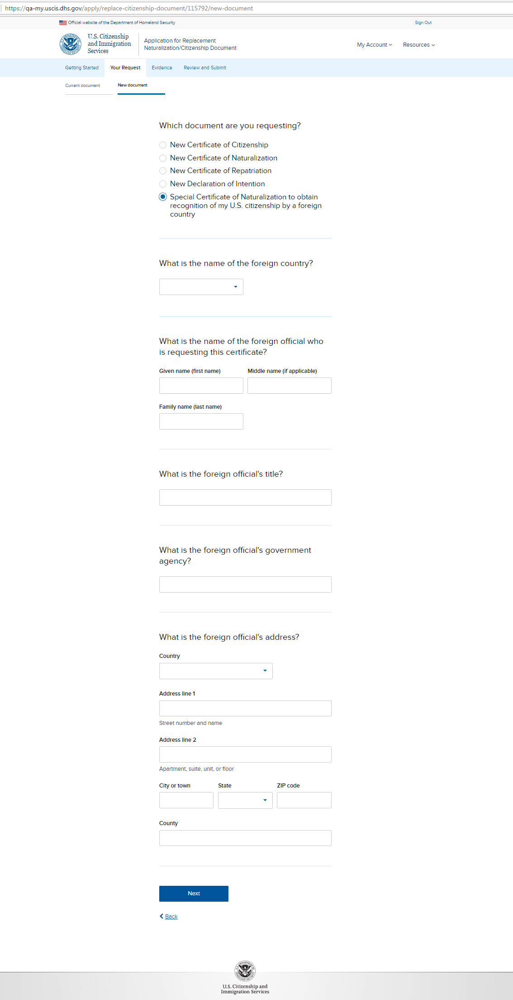 https://qa-my.uscis.dhs.gov/apply/replace-citizenship-document/115792/new-document
Official website of the Department of Homeland Security
Sign Out
U.S. Citizenship
and Immigration
Services
Application for Replacement
Naturalization/Citizenship Document
My Account
Resources
Getting Started
Your Request
Evidence
Review and Submit
Current document
New document
Which document are you requesting?
New Certificate of Citizenship
New Certificate of Naturalization
New Certificate of Repatriation
New Declaration of Intention
Special Certificate of Naturalization to obtain
recognition of my U.S. citizenship by a foreign
country
What is the name of the foreign country?
What is the name of the foreign official who
is requesting this certificate?
Given name (first name)
Middle name (if applicable)
Family name (last name)
What is the foreign official's title?
What is the foreign official's government
agency?
What is the foreign official's address?
Country
Address line 1
Street number and name
Address line 2
Apartment, suite, unit, or floor
City or town
State
ZIP code
County
Next
Back
U.S. Citizenship and
Immigration Services